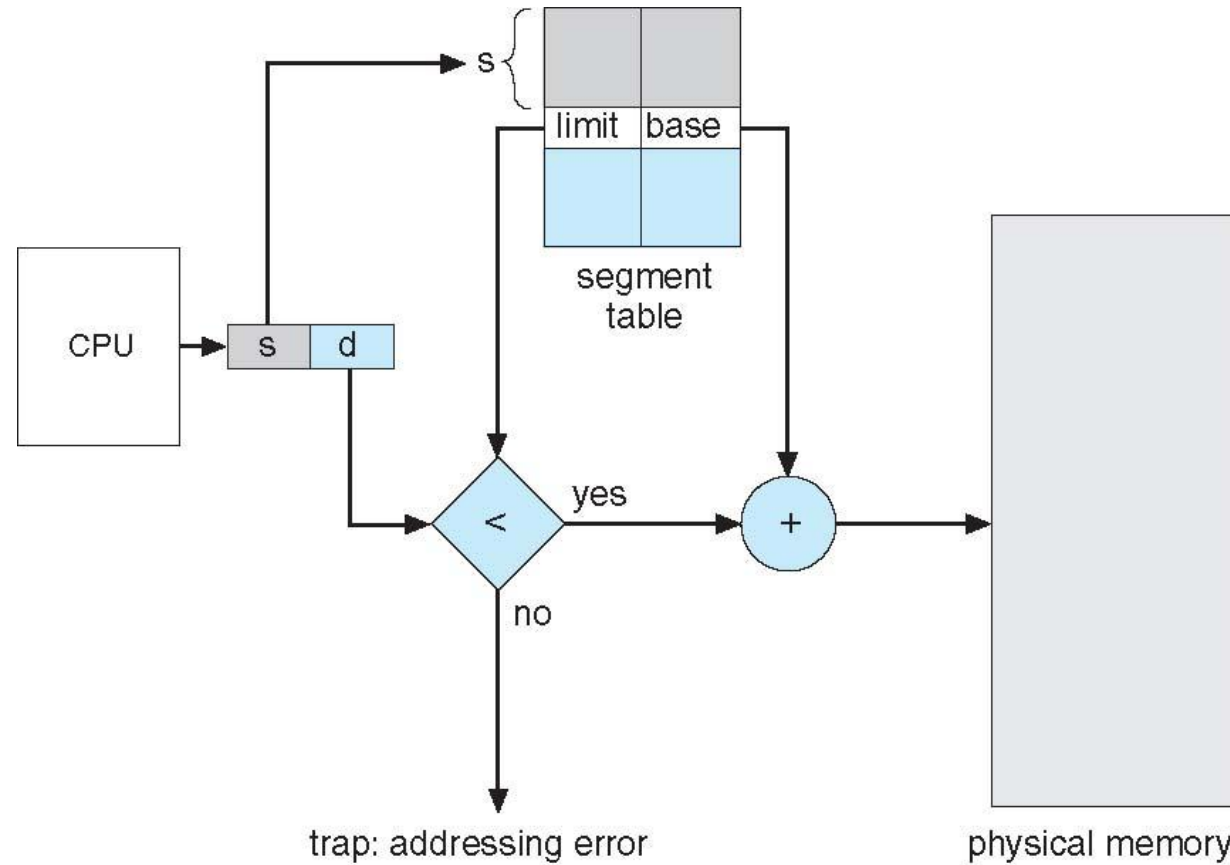 s
limit base
segment
table
CPU
s d
<
yes
+
no
trap: addressing error
physical memory